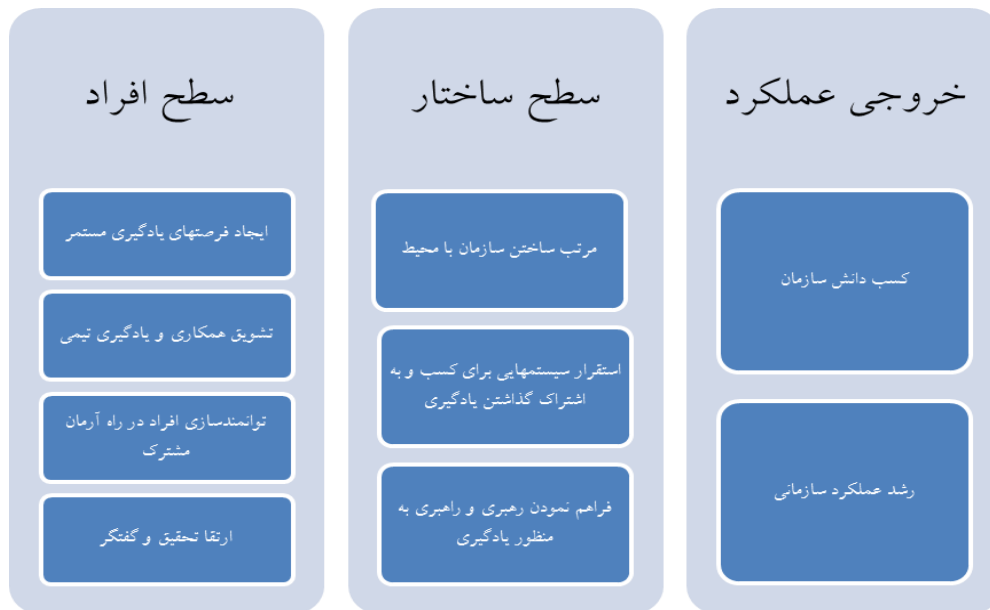 سطح افراد
ایجاد فرصتهای یادگیری مستمر
تشویق همکاری و یادگیری تیمی
توانمندسازی افراد در راه آرمان
مشترک
ارتقا تحقیق و گفتگر
سطح ساختار
مرتب ساختن سازمان با محیط
استقرار سیستمهایی برای کسب و به
اشتراک گذاشتن یادگیری
فراهم نمودن رهبری و راهبری به
منظور یادگیری
خروجی عملکرد
کسب دانش سازمان
رشد عملکرد سازمانی